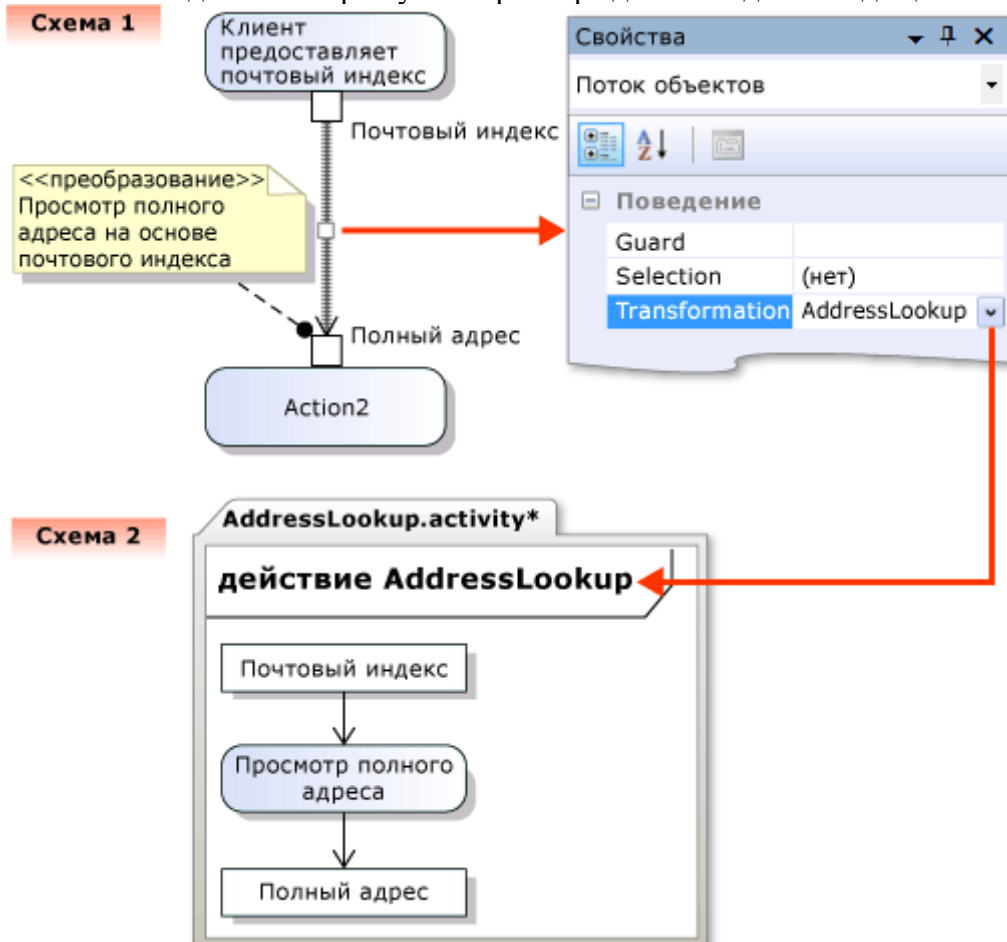 Схема 1
Клиент
предоставляет
почтовый индекс
Почтовый индекс
<<преобразование>>
Просмотр полного
адреса на основе
почтового индекса
Полный адрес
Action2
Свойства
Поток объектов
Поведение
Guard
Selection (нет)
Transformation AddressLookup
Схема 2
AddressLookup.activity*
действие AddressLookup
Почтовый индекс
Просмотр полного
адреса
Полный адрес